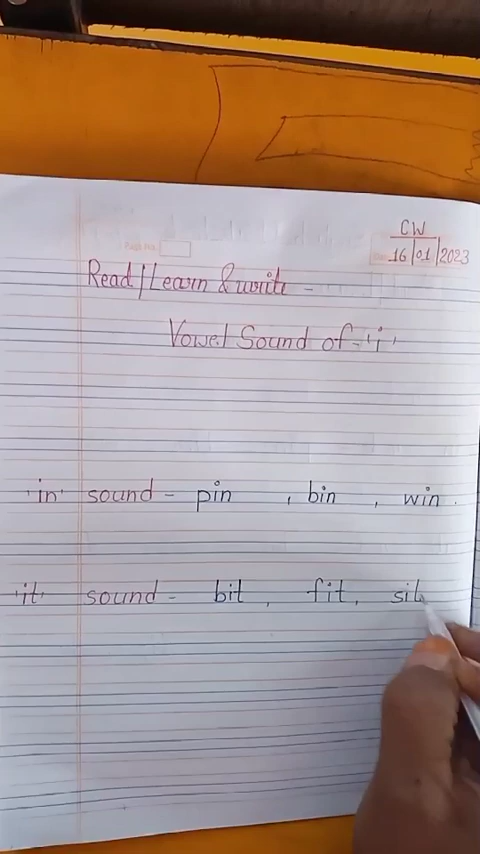 CW
16|01|2023
Read/Learn & write -
Vowel Sound of - 'i'
'in' sound - pin , bin , win .
'it' sound - bit , fit , sit